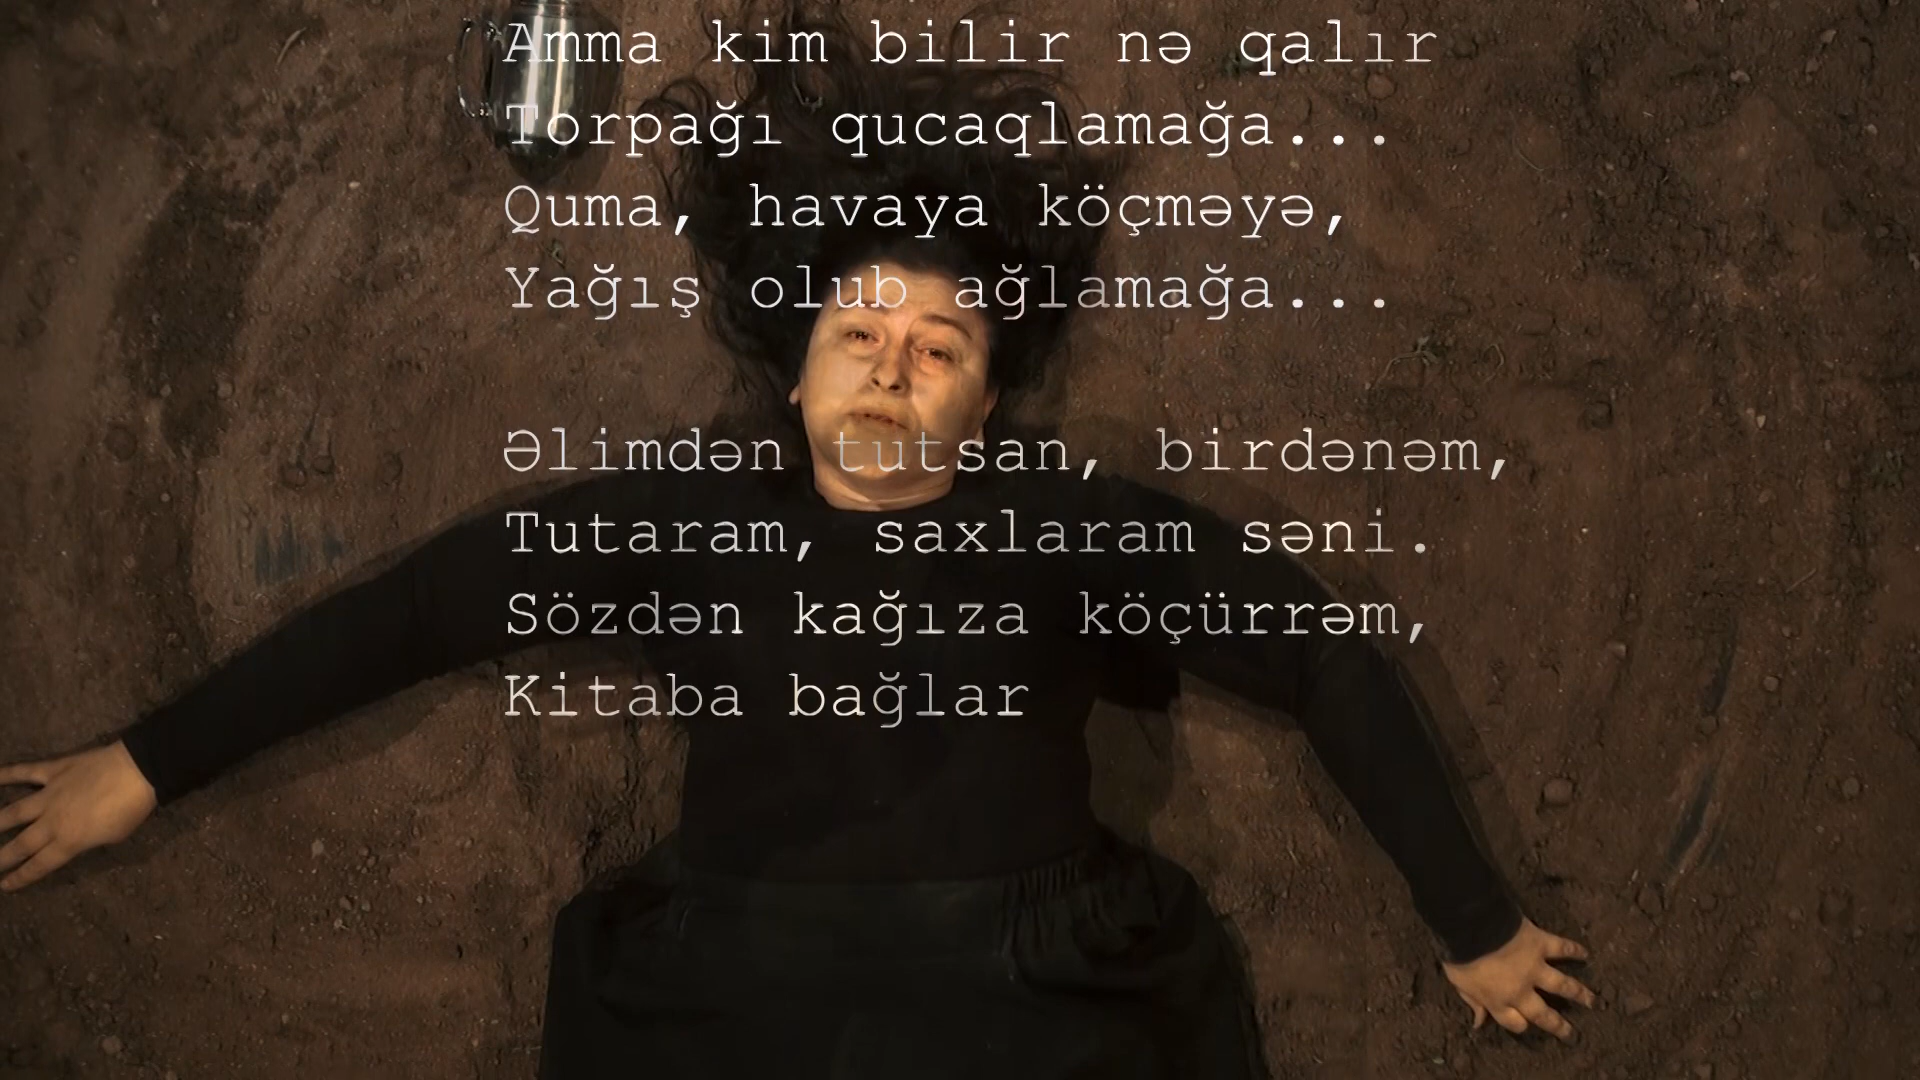 Amma kim bilir nə qalır
Torpağı qucaqlamağa...
Quma, havaya köçməyə,
Yağış olub ağlamağa...
Əlimdən tutsan, birdənəm,
Tutaram, saxlaram səni.
Sözdən kağıza köçürrəm,
Kitaba bağlar